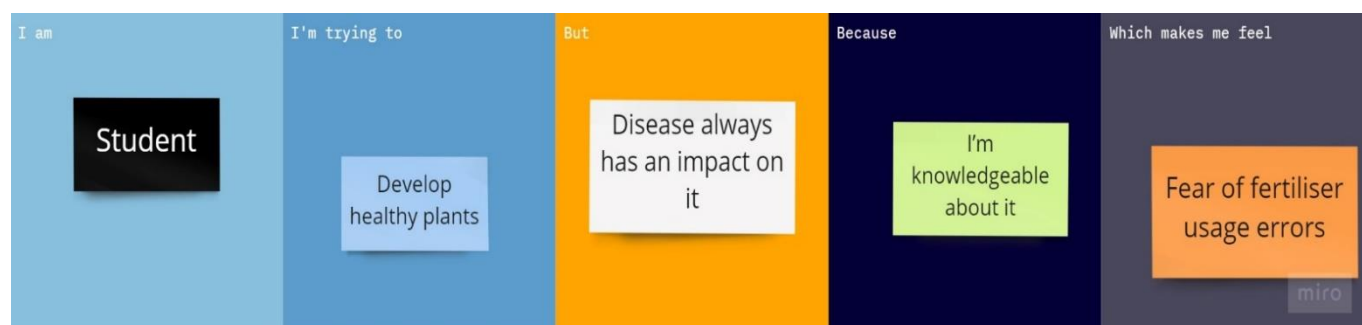 I am
Student
I'm trying to
Develop
healthy plants
But
Disease always
has an impact on
it
Because
I’m
knowledgeable
about it
Which makes me feel
Fear of fertiliser
usage errors
miro